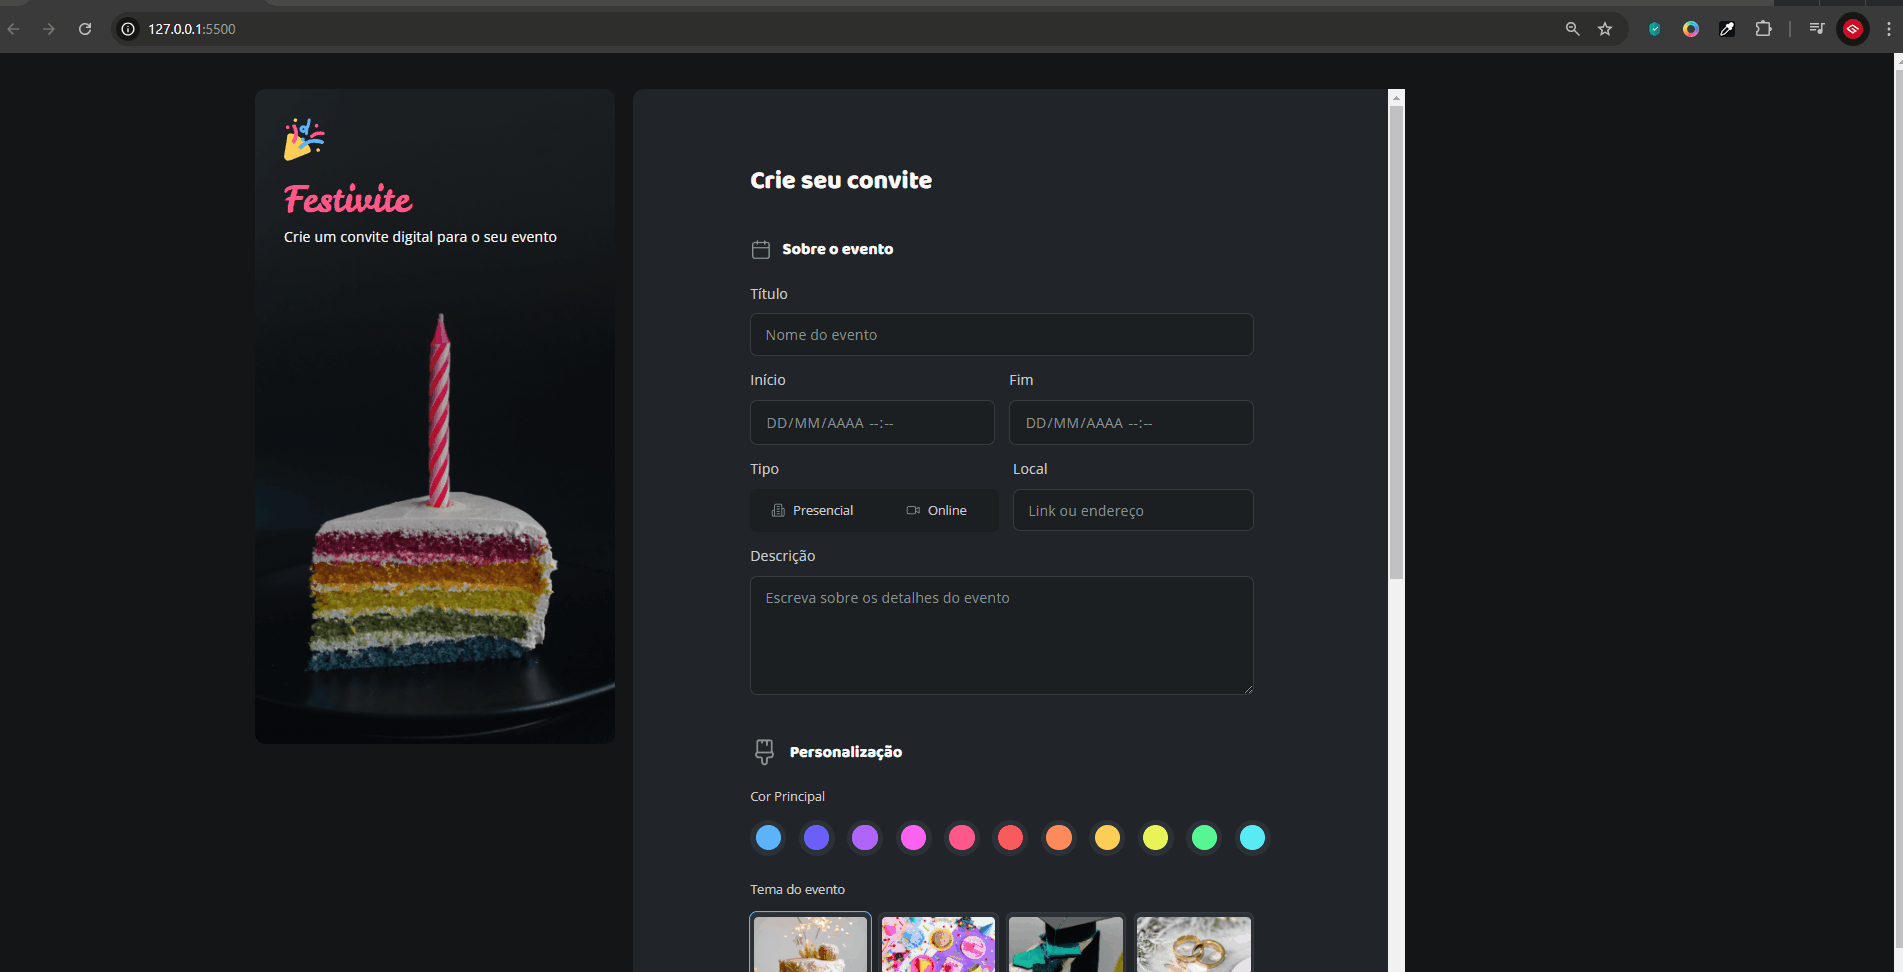 127.0.0.1:5500
Festivite
Crie um convite digital para o seu evento
Crie seu convite
Sobre o evento
Título
Nome do evento
Início
Fim
DD/MM/AAAA --:--
DD/MM/AAAA --:--
Tipo
Local
Presencial
Online
Link ou endereço
Descrição
Escreva sobre os detalhes do evento
Personalização
Cor Principal
Tema do evento